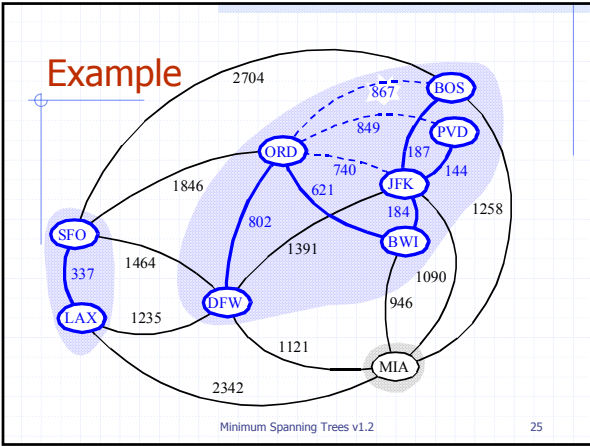 Example
2704
867
BOS
849
PVD
ORD
740
187
144
JFK
1846
621
184
1258
SFO
802
BWI
1464
1391
337
1090
946
DFW
LAX
1235
1121
MIA
2342
Minimum Spanning Trees v1.2
25